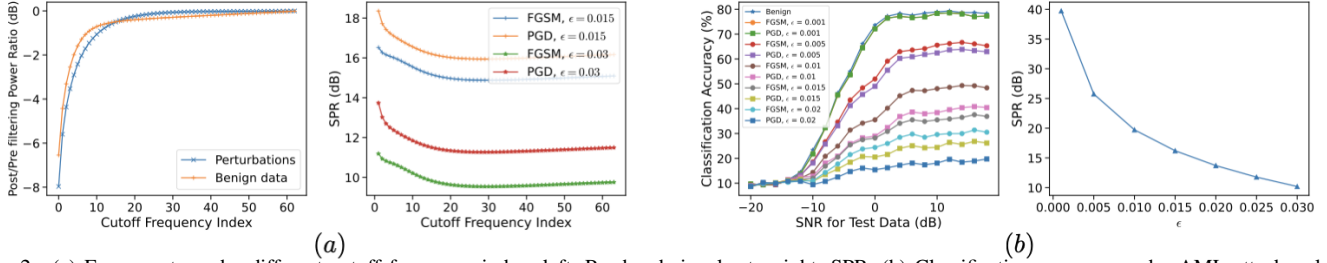 Post/Pre filtering Power Ratio (dB)
0
−2
−4
−6
−8
Perturbations
Benign data
0 10 20 30 40 50 60
Cutoff Frequency Index
SPR (dB)
18
16
14
12
10
FGSM, ϵ = 0.015
PGD, ϵ = 0.015
FGSM, ϵ = 0.03
PGD, ϵ = 0.03
0 10 20 30 40 50 60
Cutoff Frequency Index
(a)
Classification Accuracy (%)
80
70
60
50
40
30
20
10
Benign
FGSM, ϵ = 0.001
PGD, ϵ = 0.001
FGSM, ϵ = 0.005
PGD, ϵ = 0.005
FGSM, ϵ = 0.01
PGD, ϵ = 0.01
FGSM, ϵ = 0.015
PGD, ϵ = 0.015
FGSM, ϵ = 0.02
PGD, ϵ = 0.02
−20 −10 0 10
SNR for Test Data (dB)
SPR (dB)
40
35
30
25
20
15
10
0.000 0.005 0.010 0.015 0.020 0.025 0.030
ϵ
(b)